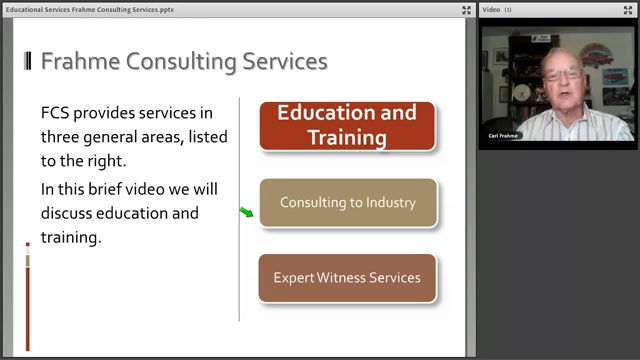 Educational Services Frahme Consulting Services.pptx
Frahme Consulting Services
FCS provides services in
three general areas, listed
to the right.
In this brief video we will
discuss education and
training.
Education and
Training
Consulting to Industry
Expert Witness Services
Video (1)
Carl Frahme